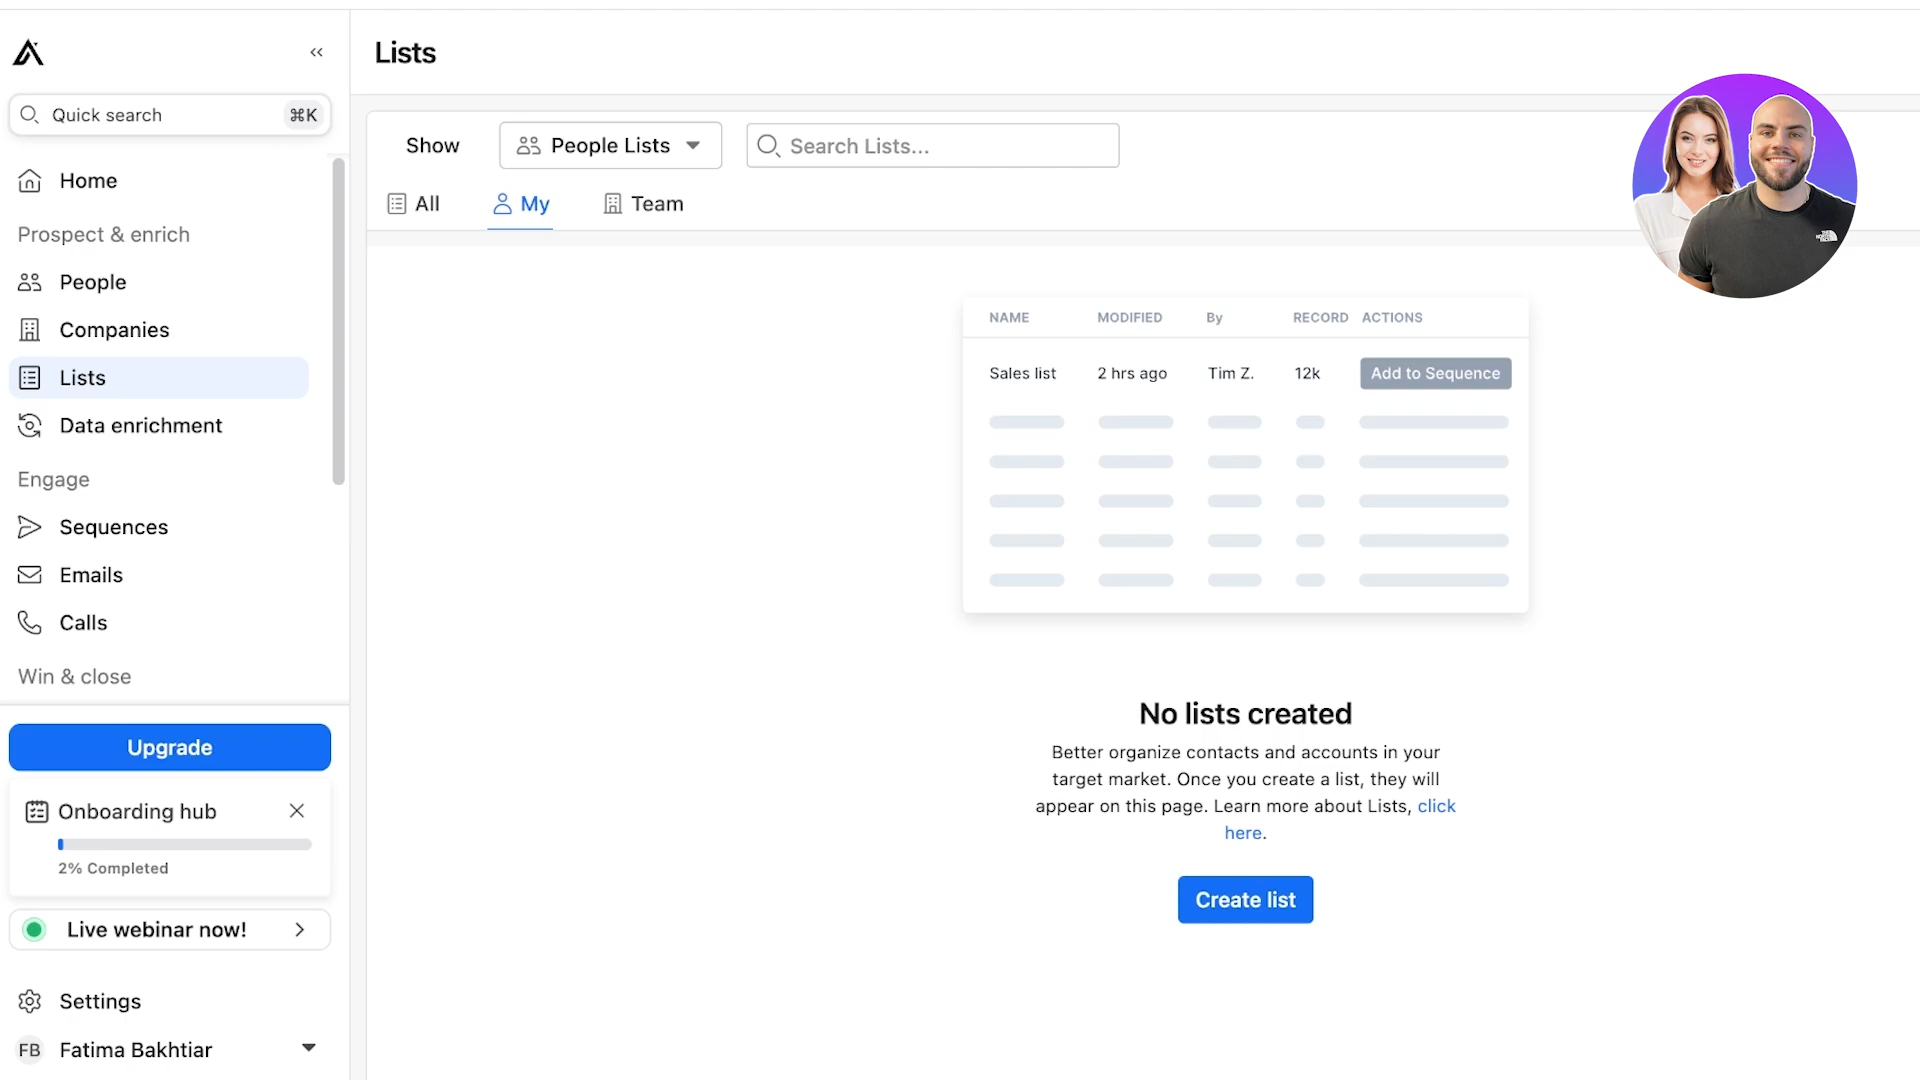 Lists
Quick search ⌘K
Home
Prospect & enrich
People
Companies
Lists
Data enrichment
Engage
Sequences
Emails
Calls
Win & close
Upgrade
Onboarding hub
2% Completed
Live webinar now!
Settings
FB Fatima Bakhtiar
Show People Lists Search Lists...
All My Team
NAME MODIFIED By RECORD ACTIONS
Sales list 2 hrs ago Tim Z. 12k Add to Sequence
No lists created
Better organize contacts and accounts in your
target market. Once you create a list, they will
appear on this page. Learn more about Lists, click
here.
Create list
THE NORTH FACE